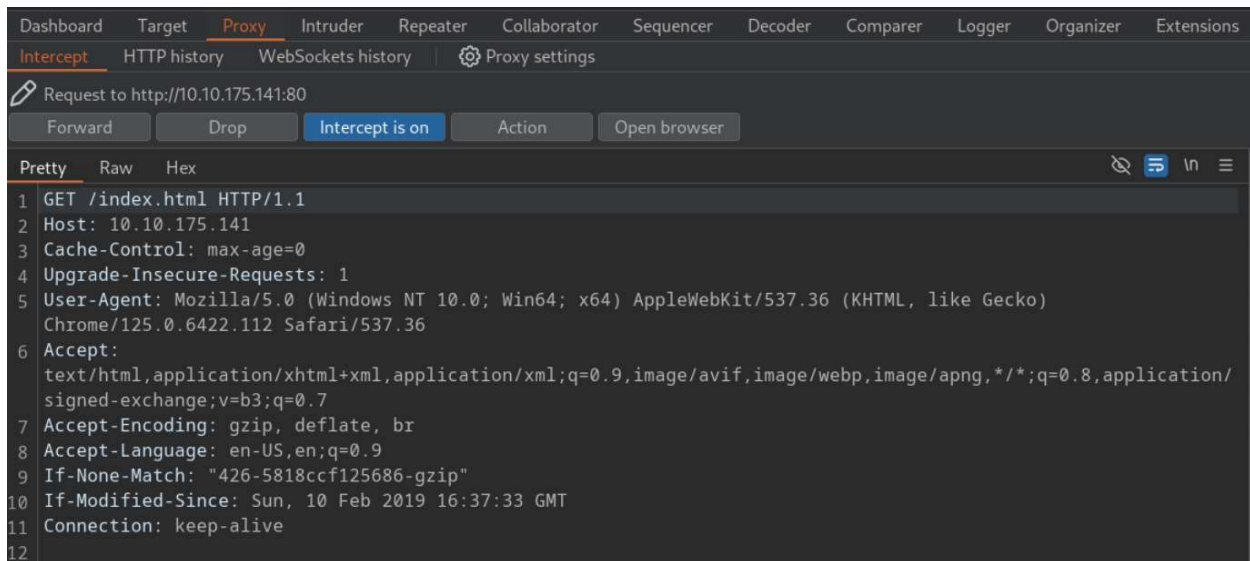 Dashboard Target Proxy Intruder Repeater Collaborator Sequencer Decoder Comparer Logger Organizer Extensions
Intercept HTTP history WebSockets history Proxy settings
Request to http://10.10.175.141:80
Forward Drop Intercept is on Action Open browser
Pretty Raw Hex \n
1 GET /index.html HTTP/1.1
2 Host: 10.10.175.141
3 Cache-Control: max-age=0
4 Upgrade-Insecure-Requests: 1
5 User-Agent: Mozilla/5.0 (Windows NT 10.0; Win64; x64) AppleWebKit/537.36 (KHTML, like Gecko)
Chrome/125.0.6422.112 Safari/537.36
6 Accept:
text/html,application/xhtml+xml,application/xml;q=0.9,image/avif,image/webp,image/apng,*/*;q=0.8,application/
signed-exchange;v=b3;q=0.7
7 Accept-Encoding: gzip, deflate, br
8 Accept-Language: en-US,en;q=0.9
9 If-None-Match: "426-5818ccf125686-gzip"
10 If-Modified-Since: Sun, 10 Feb 2019 16:37:33 GMT
11 Connection: keep-alive
12